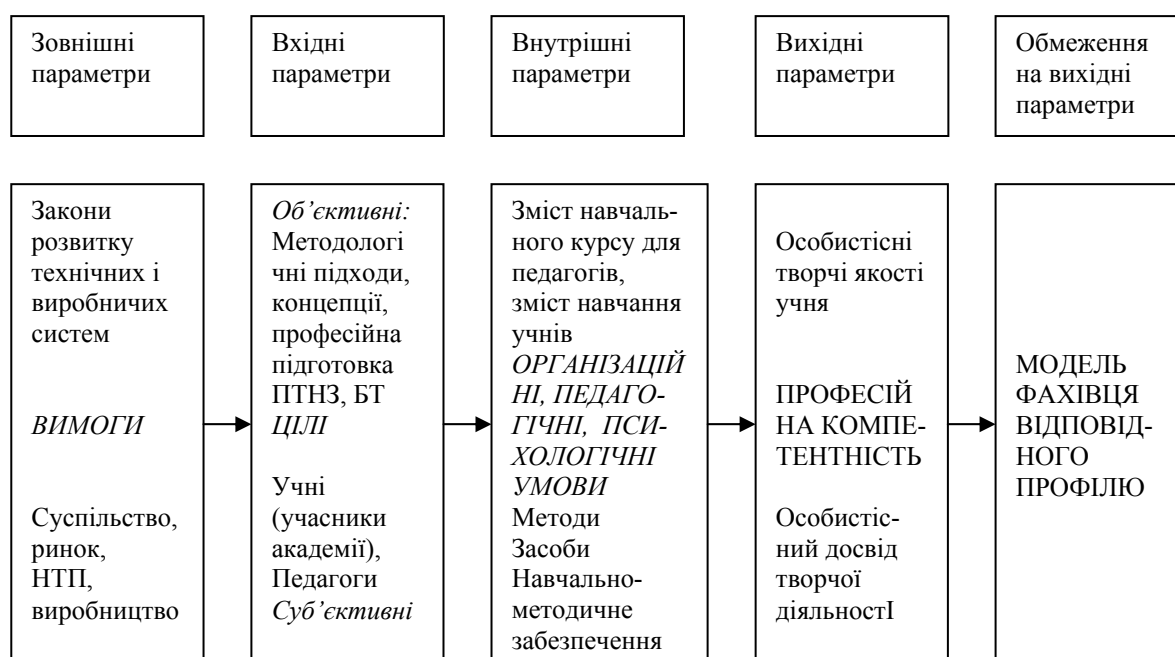 Зовнішні
параметри
Вхідні
параметри
Внутрішні
параметри
Вихідні
параметри
Обмеження
на вихідні
параметри
Закони
розвитку
технічних і
виробничих
систем
ВИМОГИ
Суспільство,
ринок,
НТП,
виробництво
Об’єктивні:
Методологі
чні підходи,
концепції,
професійна
підготовка
ПТНЗ, БТ
ЦІЛІ
Учні
(учасники
академії),
Педагоги
Суб’єктивні
Зміст навчаль-
ного курсу для
педагогів,
зміст навчання
учнів
ОРГАНІЗАЦІЙ
НІ, ПЕДАГО-
ГІЧНІ, ПСИ-
ХОЛОГІЧНІ
УМОВИ
Методи
Засоби
Навчально-
методичне
забезпечення
Особистісні
творчі якості
учня
ПРОФЕСІЙ
НА КОМПЕ-
ТЕНТНІСТЬ
Особистіс-
ний досвід
творчої
діяльностІ
МОДЕЛЬ
ФАХІВЦЯ
ВІДПОВІД-
НОГО
ПРОФІЛЮ